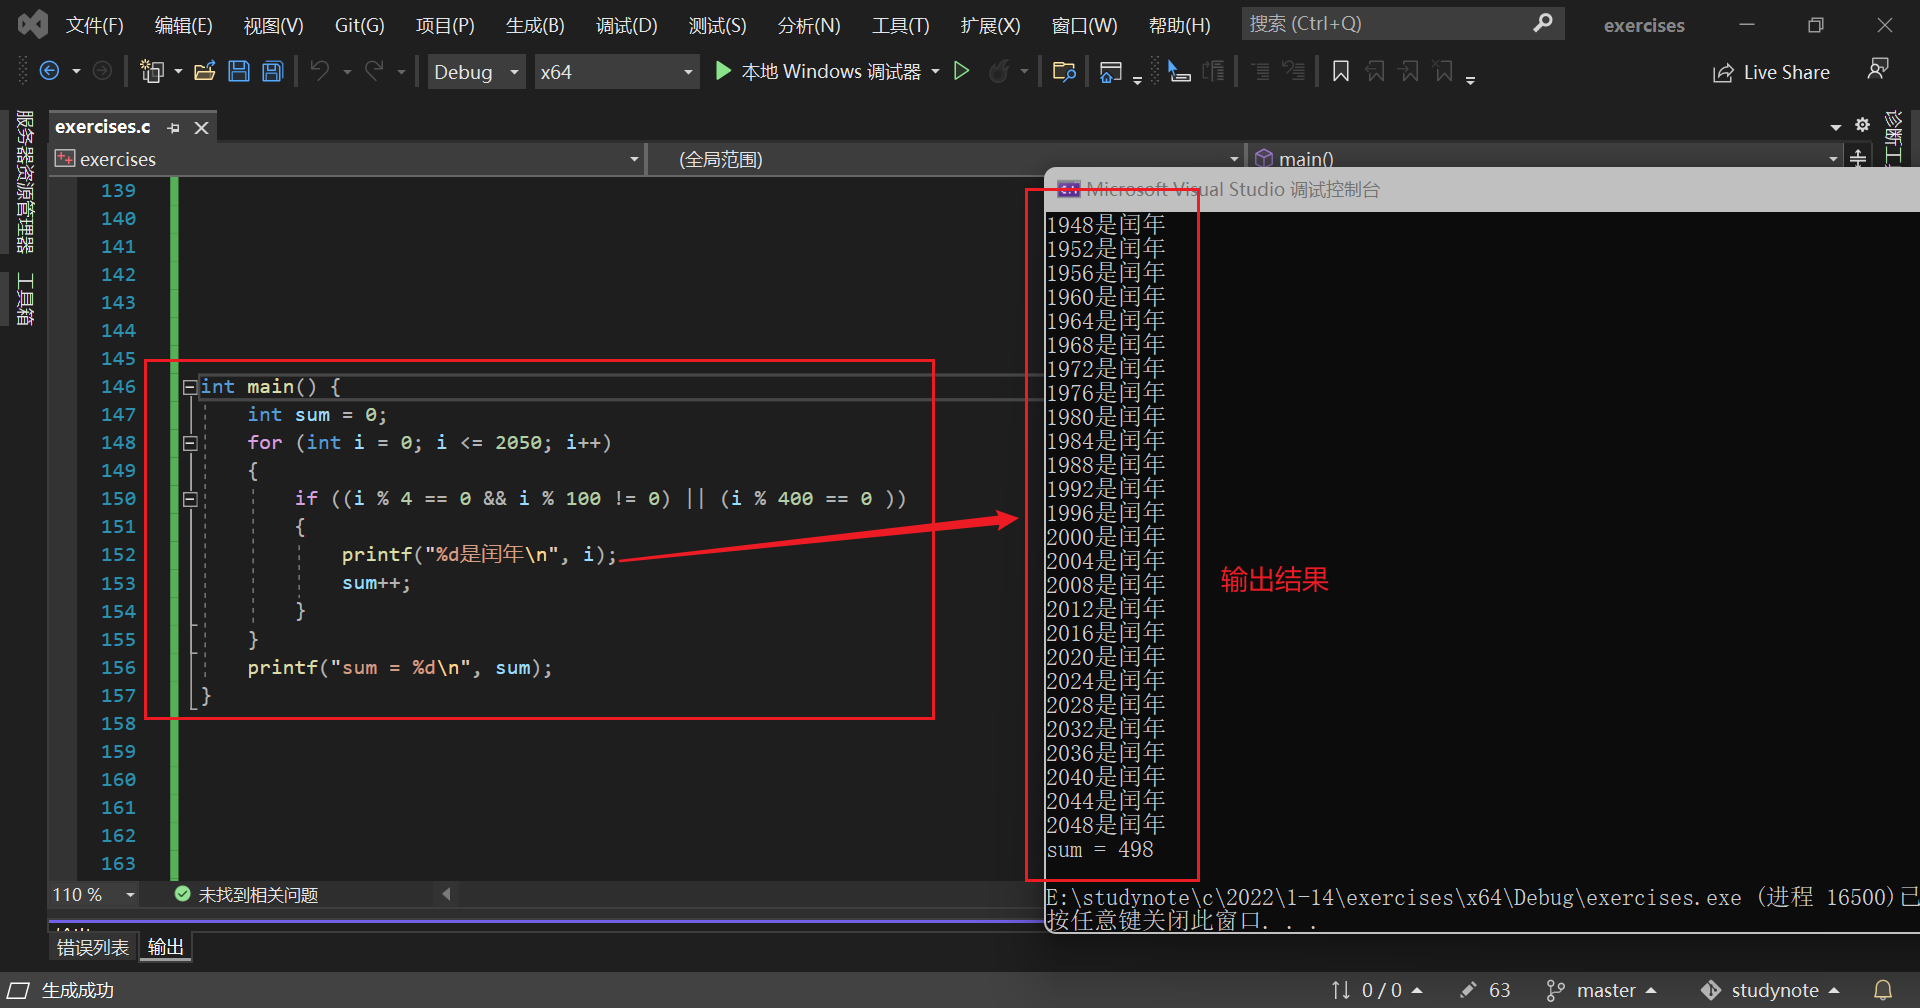 文件(F) 编辑(E) 视图(V) Git(G) 项目(P) 生成(B) 调试(D) 测试(S) 分析(N) 工具(T) 扩展(X) 窗口(W) 帮助(H) 搜索 (Ctrl+Q) exercises
Debug x64 本地 Windows 调试器 Live Share
服务器资源管理器
工具箱
exercises.c
exercises (全局范围) main()
139
140
141
142
143
144
145
146 int main() {
147 int sum = 0;
148 for (int i = 0; i <= 2050; i++)
149 {
150 if ((i % 4 == 0 && i % 100 != 0) || (i % 400 == 0 ))
151 {
152 printf("%d是闰年\n", i);
153 sum++;
154 }
155 }
156 printf("sum = %d\n", sum);
157 }
158
159
160
161
162
163
Microsoft Visual Studio 调试控制台
1948是闰年
1952是闰年
1956是闰年
1960是闰年
1964是闰年
1968是闰年
1972是闰年
1976是闰年
1980是闰年
1984是闰年
1988是闰年
1992是闰年
1996是闰年
2000是闰年
2004是闰年
2008是闰年
2012是闰年
2016是闰年
2020是闰年
2024是闰年
2028是闰年
2032是闰年
2036是闰年
2040是闰年
2044是闰年
2048是闰年
sum = 498
E:\studynote\c\2022\1-14\exercises\x64\Debug\exercises.exe (进程 16500)已
按任意键关闭此窗口. . .
输出结果
诊断工
110 % 未找到相关问题
错误列表 输出
生成成功 0 / 0 63 master studynote